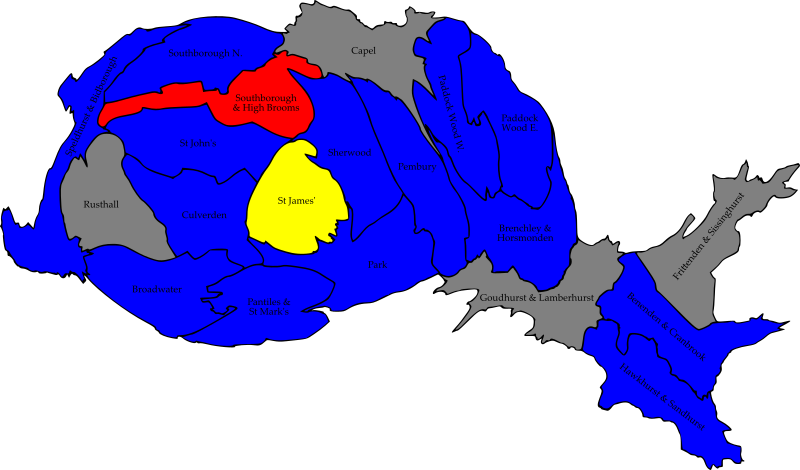 Capel
Southborough N
Speldhurst & Bidborough
Southborough
& High Brooms
Paddock Wood W
Paddock
Wood E
St John's
Sherwood
Pembury
Rusthall
Culverden
St James'
Brenchley &
Horsmonden
Frittenden & Sissinghurst
Park
Broadwater
Pantiles &
St Mark's
Goudhurst & Lamberhurst
Benenden & Cranbrook
Hawkhurst & Sandhurst